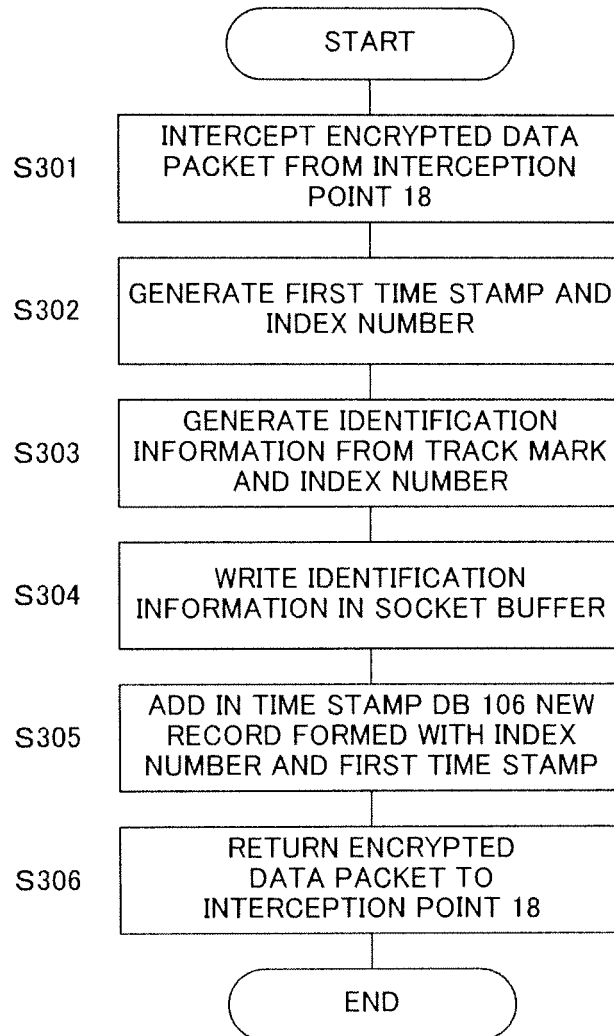 START
S301
INTERCEPT ENCRYPTED DATA
PACKET FROM INTERCEPTION
POINT 18
S302
GENERATE FIRST TIME STAMP AND
INDEX NUMBER
S303
GENERATE IDENTIFICATION
INFORMATION FROM TRACK MARK
AND INDEX NUMBER
S304
WRITE IDENTIFICATION
INFORMATION IN SOCKET BUFFER
S305
ADD IN TIME STAMP DB 106 NEW
RECORD FORMED WITH INDEX
NUMBER AND FIRST TIME STAMP
S306
RETURN ENCRYPTED
DATA PACKET TO
INTERCEPTION POINT 18
END